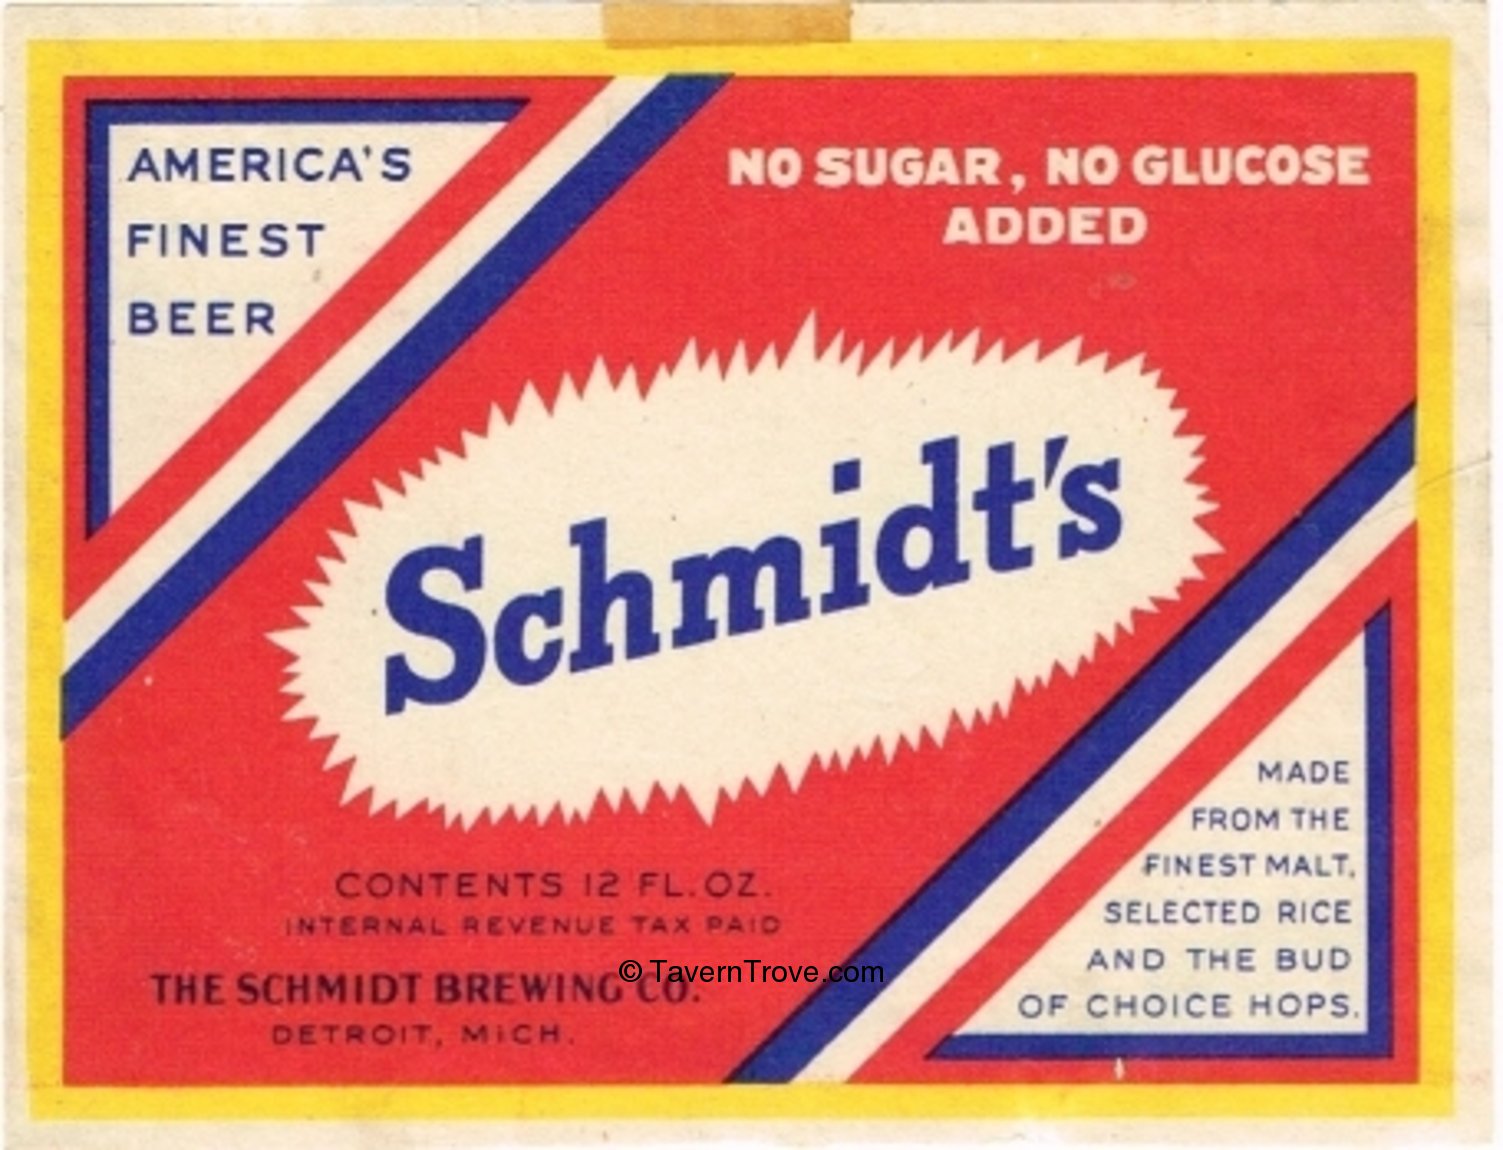 AMERICA'S
FINEST
BEER
NO SUGAR, NO GLUCOSE
ADDED
Schmidt's
CONTENTS 12 FL. OZ.
INTERNAL REVENUE TAX PAID
THE SCHMIDT BREWING CO.
DETROIT, MICH.
© TavernTrove.com
MADE
FROM THE
FINEST MALT,
SELECTED RICE
AND THE BUD
OF CHOICE HOPS.